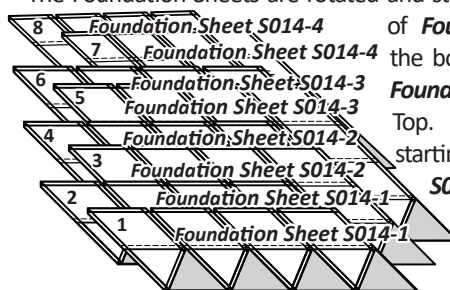 The Foundation Sheets are rotated and st
8 Foundation Sheet S014-4 of Fou
7 Foundation Sheet S014-4 the bo
6 Foundation Sheet S014-3 Founda
5 Foundation Sheet S014-3 Top.
4 Foundation Sheet S014-2 startin
3 Foundation Sheet S014-2 S0
2 Foundation Sheet S014-1
1 Foundation Sheet S014-1